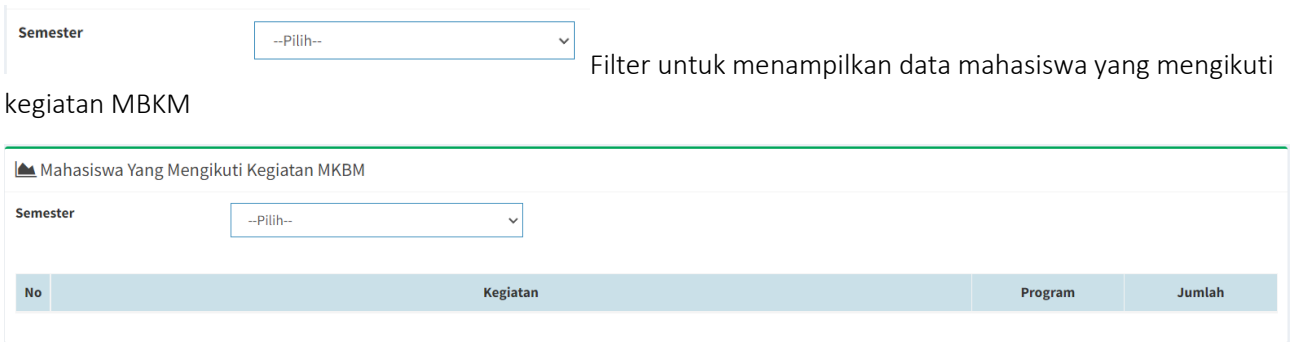 Semester --Pilih-- Filter untuk menampilkan data mahasiswa yang mengikuti
kegiatan MBKM
Mahasiswa Yang Mengikuti Kegiatan MKBM
Semester --Pilih--
No Kegiatan Program Jumlah